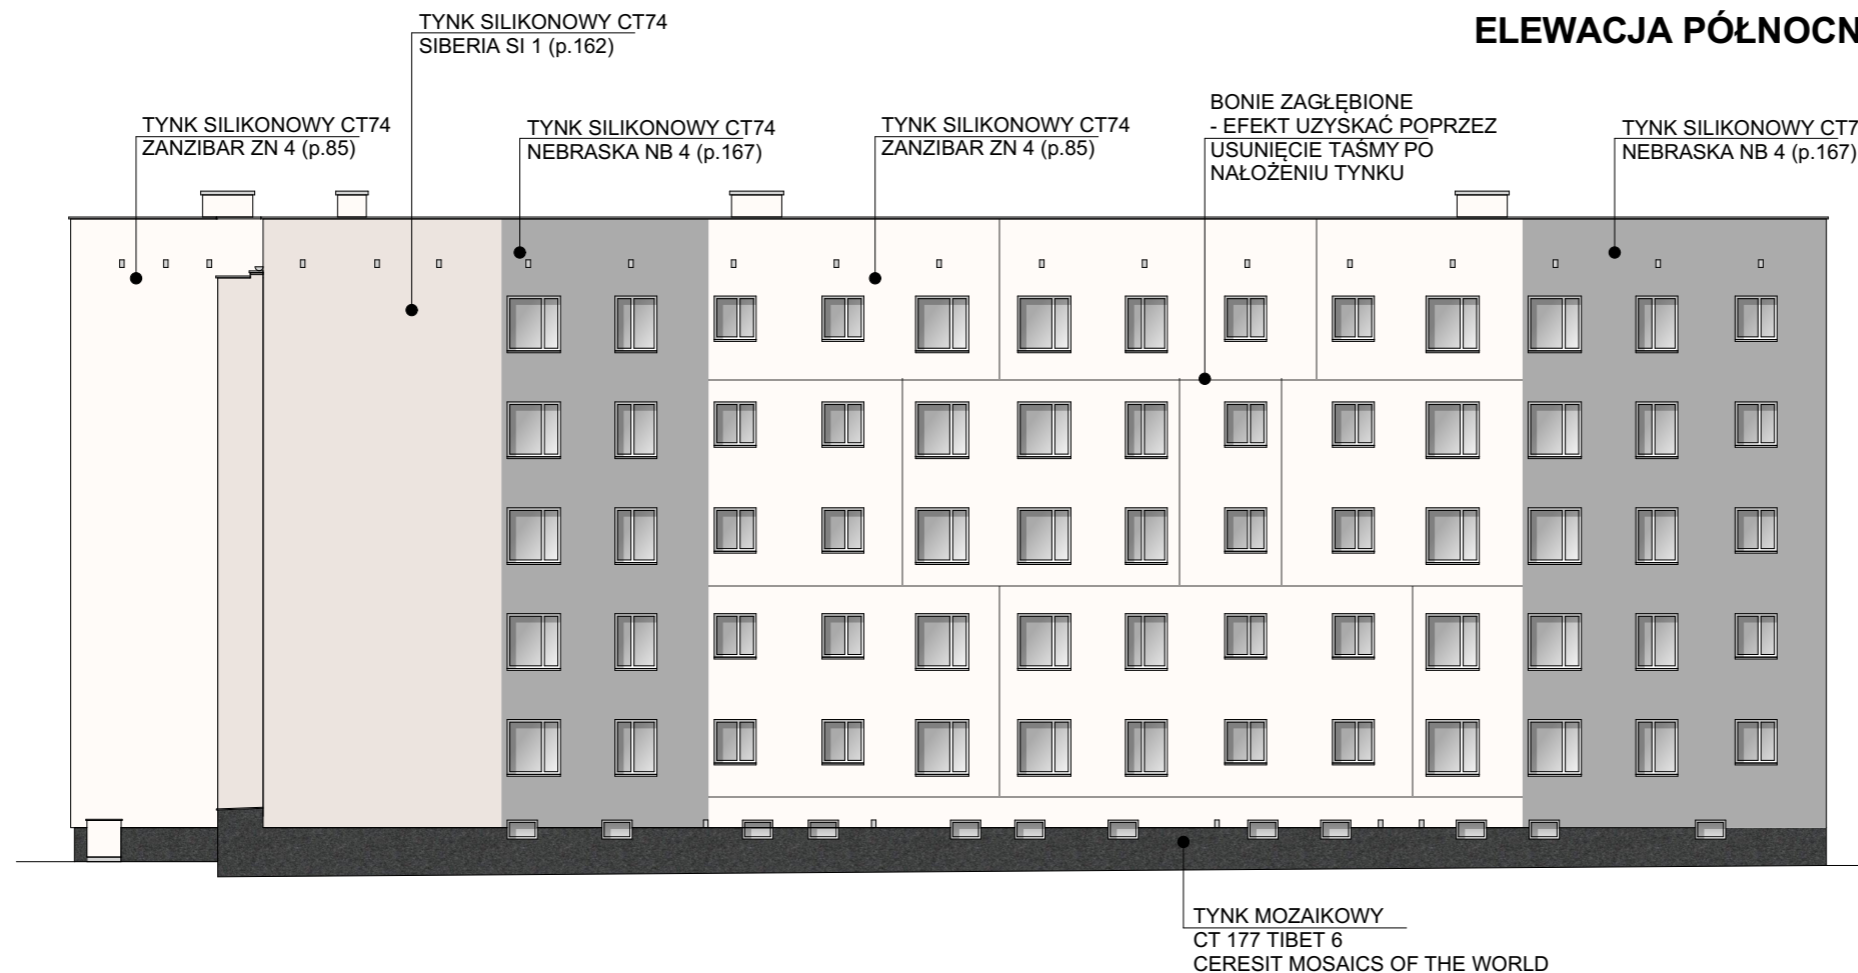 ELEWACJA PÓŁNOCN
TYNK SILIKONOWY CT74
SIBERIA SI 1 (p.162)
TYNK SILIKONOWY CT74
ZANZIBAR ZN 4 (p.85)
TYNK SILIKONOWY CT74
NEBRASKA NB 4 (p.167)
TYNK SILIKONOWY CT74
ZANZIBAR ZN 4 (p.85)
BONIE ZAGŁĘBIONE
- EFEKT UZYSKAĆ POPRZEZ
USUNIĘCIE TAŚMY PO
NAŁOŻENIU TYNKU
TYNK SILIKONOWY CT7
NEBRASKA NB 4 (p.167)
TYNK MOZAIKOWY
CT 177 TIBET 6
CERESIT MOSAICS OF THE WORLD